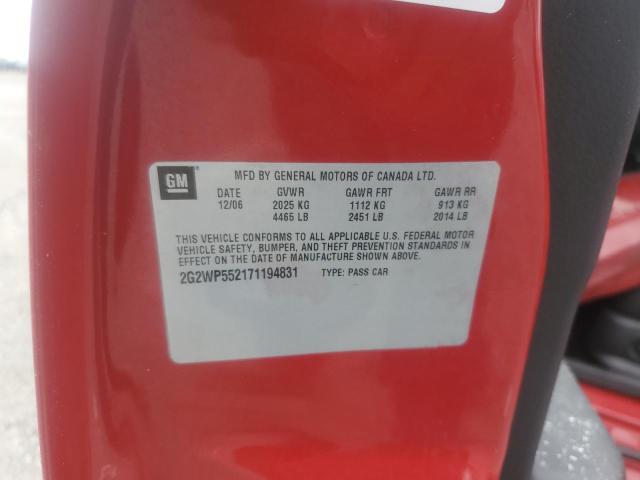 GM
MFD BY GENERAL MOTORS OF CANADA LTD.
DATE GVWR GAWR FRT GAWR RR
12/06 2025 KG 1112 KG 913 KG
4465 LB 2451 LB 2014 LB
THIS VEHICLE CONFORMS TO ALL APPLICABLE U.S. FEDERAL MOTOR
VEHICLE SAFETY, BUMPER, AND THEFT PREVENTION STANDARDS IN
EFFECT ON THE DATE OF MANUFACTURE SHOWN ABOVE.
2G2WP552171194831 TYPE: PASS CAR